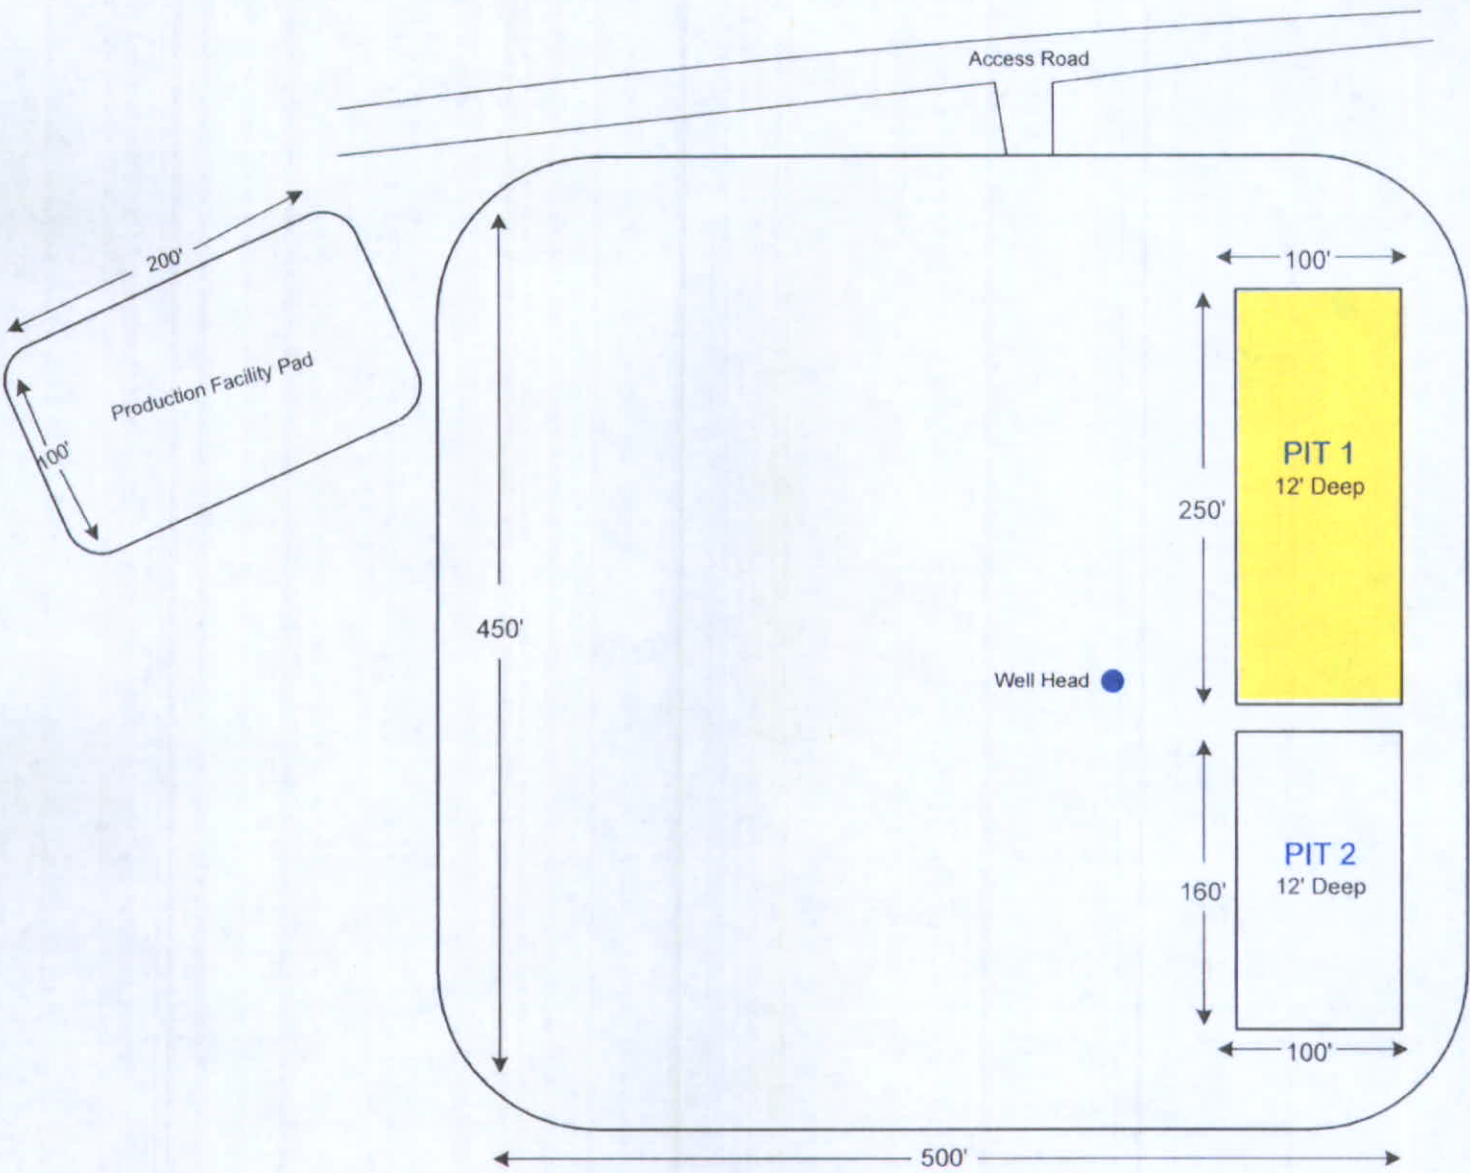 Access Road
200'
Production Facility Pad
100'
450'
Well Head
100'
PIT 1
12' Deep
250'
PIT 2
12' Deep
160'
100'
500'